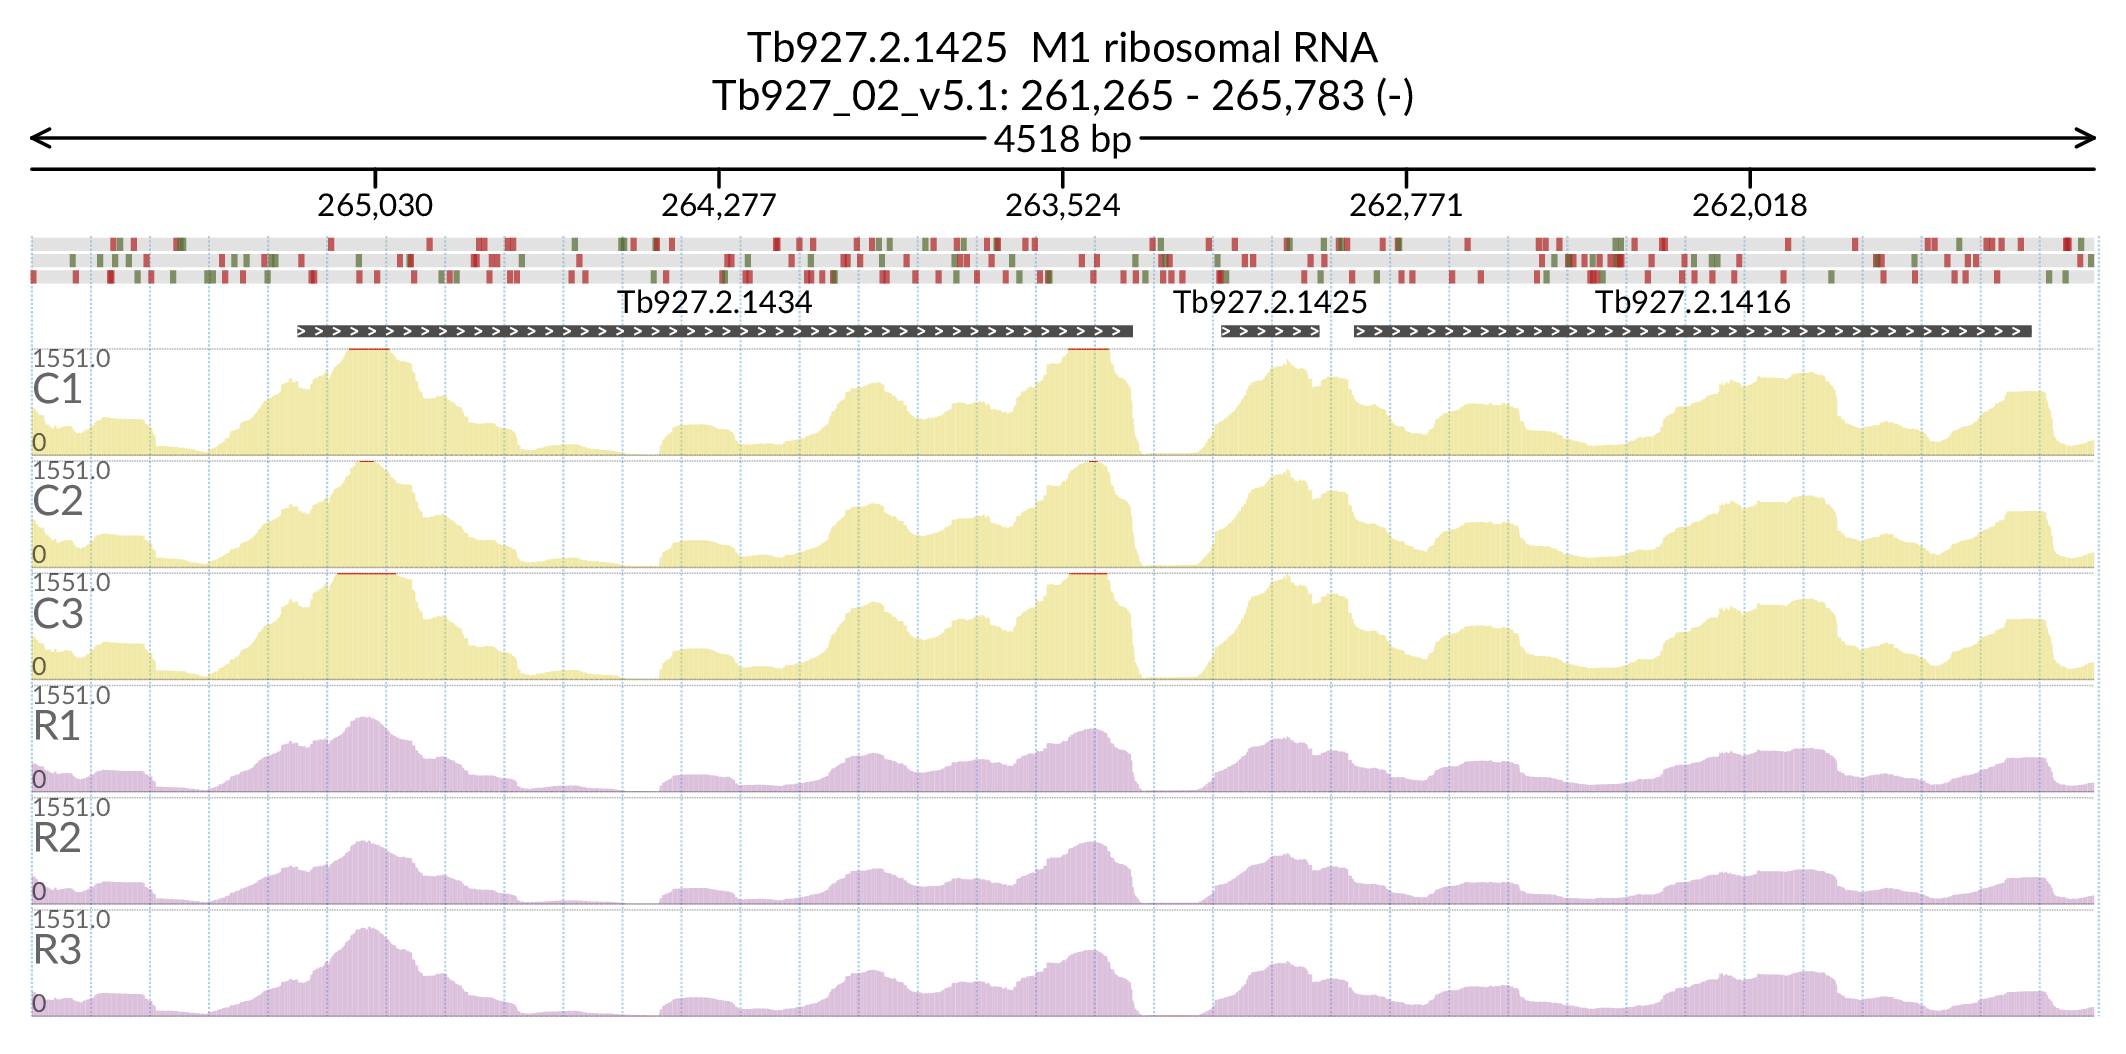 Tb927.2.1425 M1 ribosomal RNA
Tb927_02_v5.1: 261,265 - 265,783 (-)
4518 bp
265,030 264,277 263,524 262,771 262,018
Tb927.2.1434 Tb927.2.1425 Tb927.2.1416
1551.0
C1
0
1551.0
C2
0
1551.0
C3
0
1551.0
R1
0
1551.0
R2
0
1551.0
R3
0